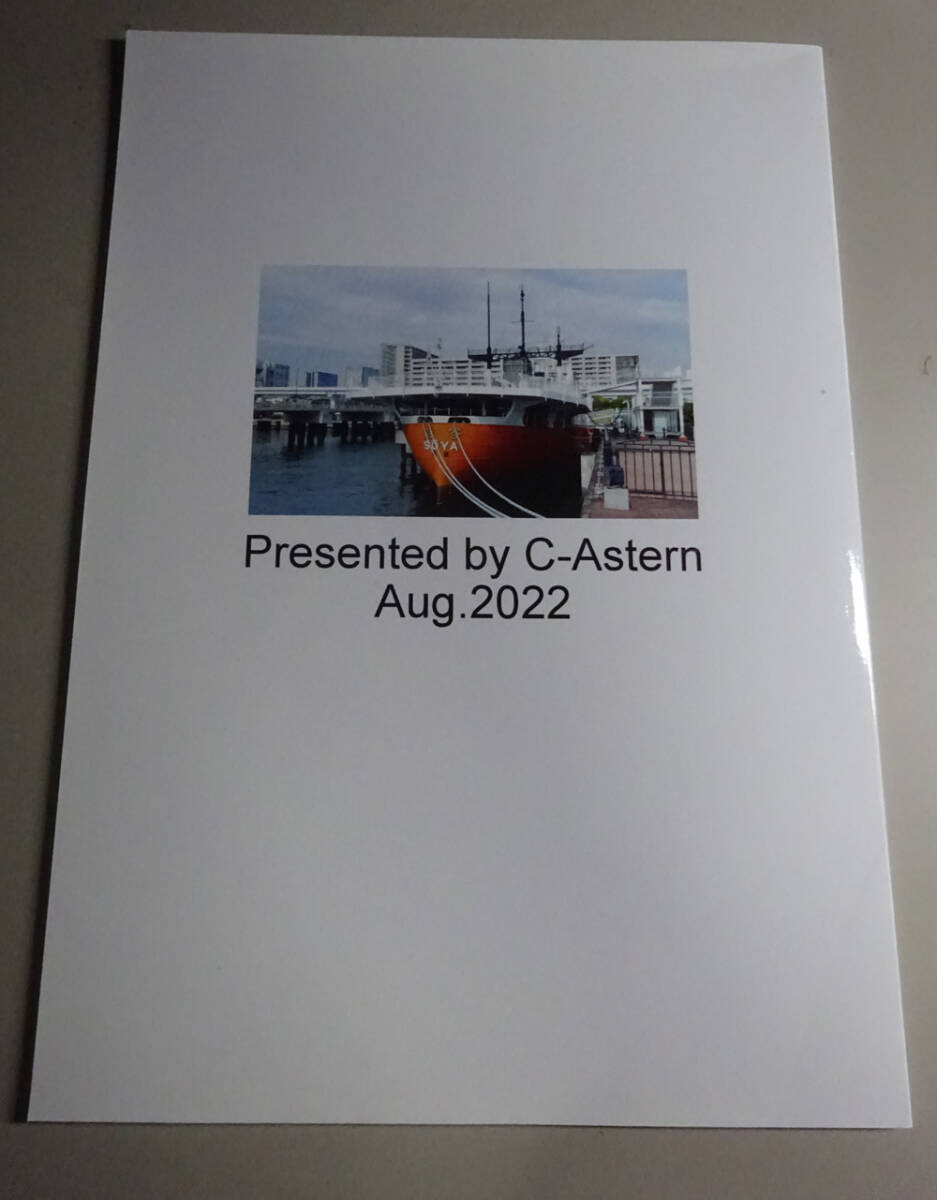 SOYA
Presented by C-Astern
Aug.2022